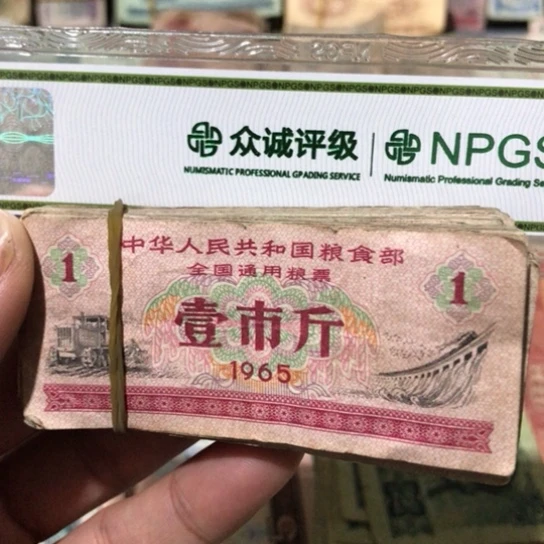 众诚评级
NUMISMATIC PROFESSIONAL GPADING SERVICE
NPGS
Numismatic Professional Grading Se
中华人民共和国粮食部
全国通用粮票
1
1
壹市斤
1965